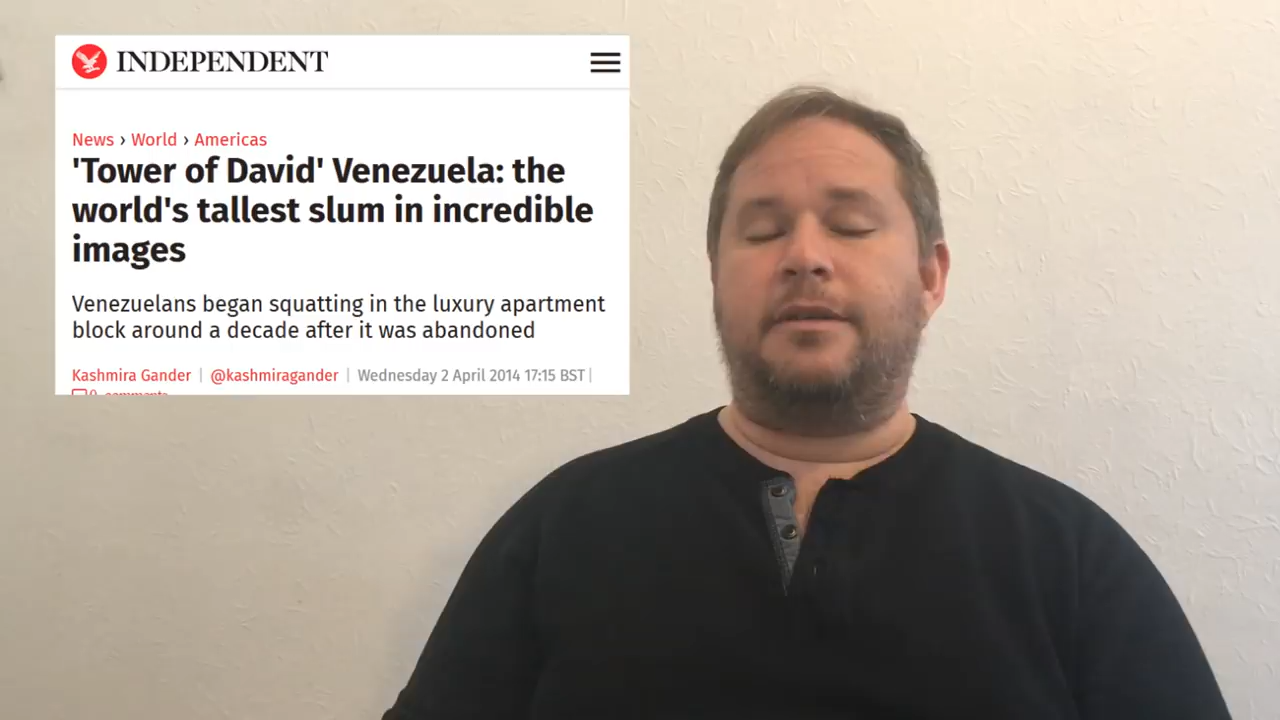 INDEPENDENT
News › World › Americas
'Tower of David' Venezuela: the
world's tallest slum in incredible
images
Venezuelans began squatting in the luxury apartment
block around a decade after it was abandoned
Kashmira Gander | @kashmiragander | Wednesday 2 April 2014 17:15 BST |
0 comments